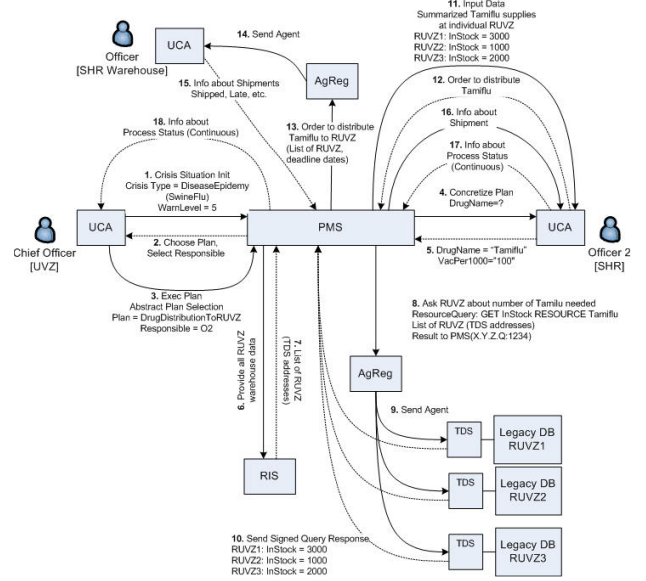 11. Input Data
Summarized Tamiflu supplies
at individual RUVZ
RUVZ1: InStock = 3000
RUVZ2: InStock = 1000
RUVZ3: InStock = 2000
Officer
[SHR Warehouse]
UCA
14. Send Agent
AgReg
15. Info about Shipments
Shipped, Late, etc.
12. Order to distribute
Tamiflu
16. Info about
Shipment
17. Info about
Process Status
(Continuous)
18. Info about
Process Status (Continuous)
13. Order to distribute
Tamiflu to RUVZ
(List of RUVZ,
deadline dates)
1. Crisis Situation Init
Crisis Type = DiseaseEpidemy
(SwineFlu)
WarnLevel = 5
4. Concretize Plan
DrugName=?
Chief Officer
[UVZ]
UCA
PMS
UCA
Officer 2
[SHR]
2. Choose Plan,
Select Responsible
5. DrugName = "Tamiflu"
VacPer1000="100"
3. Exec Plan
Abstract Plan Selection
Plan = DrugDistributionToRUVZ
Responsible = O2
6. Provide all RUVZ
warehouse data
7. List of RUVZ
(TDS addresses)
8. Ask RUVZ about number of Tamilu needed
ResourceQuery: GET InStock RESOURCE Tamiflu
List of RUVZ (TDS addresses)
Result to PMS(X.Y.Z.Q:1234)
AgReg
9. Send Agent
TDS
Legacy DB
RUVZ1
RIS
TDS
Legacy DB
RUVZ2
TDS
Legacy DB
RUVZ3
10. Send Signed Query Response
RUVZ1: InStock = 3000
RUVZ2: InStock = 1000
RUVZ3: InStock = 2000